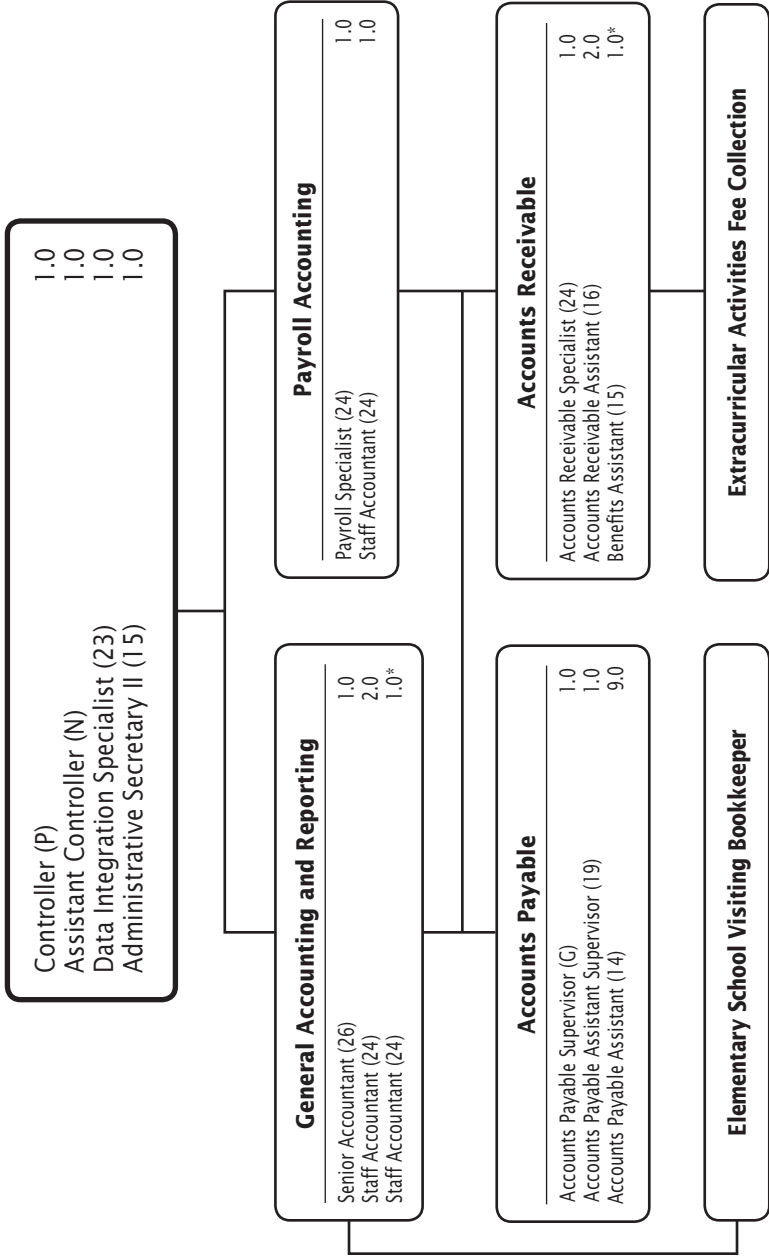 Controller (P) 1.0
Assistant Controller (N) 1.0
Data Integration Specialist (23) 1.0
Administrative Secretary II (15) 1.0
General Accounting and Reporting
Senior Accountant (26) 1.0
Staff Accountant (24) 2.0
Staff Accountant (24) 1.0*
Payroll Accounting
Payroll Specialist (24) 1.0
Staff Accountant (24) 1.0
Accounts Payable
Accounts Payable Supervisor (G) 1.0
Accounts Payable Assistant Supervisor (19) 1.0
Accounts Payable Assistant (14) 9.0
Accounts Receivable
Accounts Receivable Specialist (24) 1.0
Accounts Receivable Assistant (16) 2.0
Benefits Assistant (15) 1.0*
Elementary School Visiting Bookkeeper
Extracurricular Activities Fee Collection